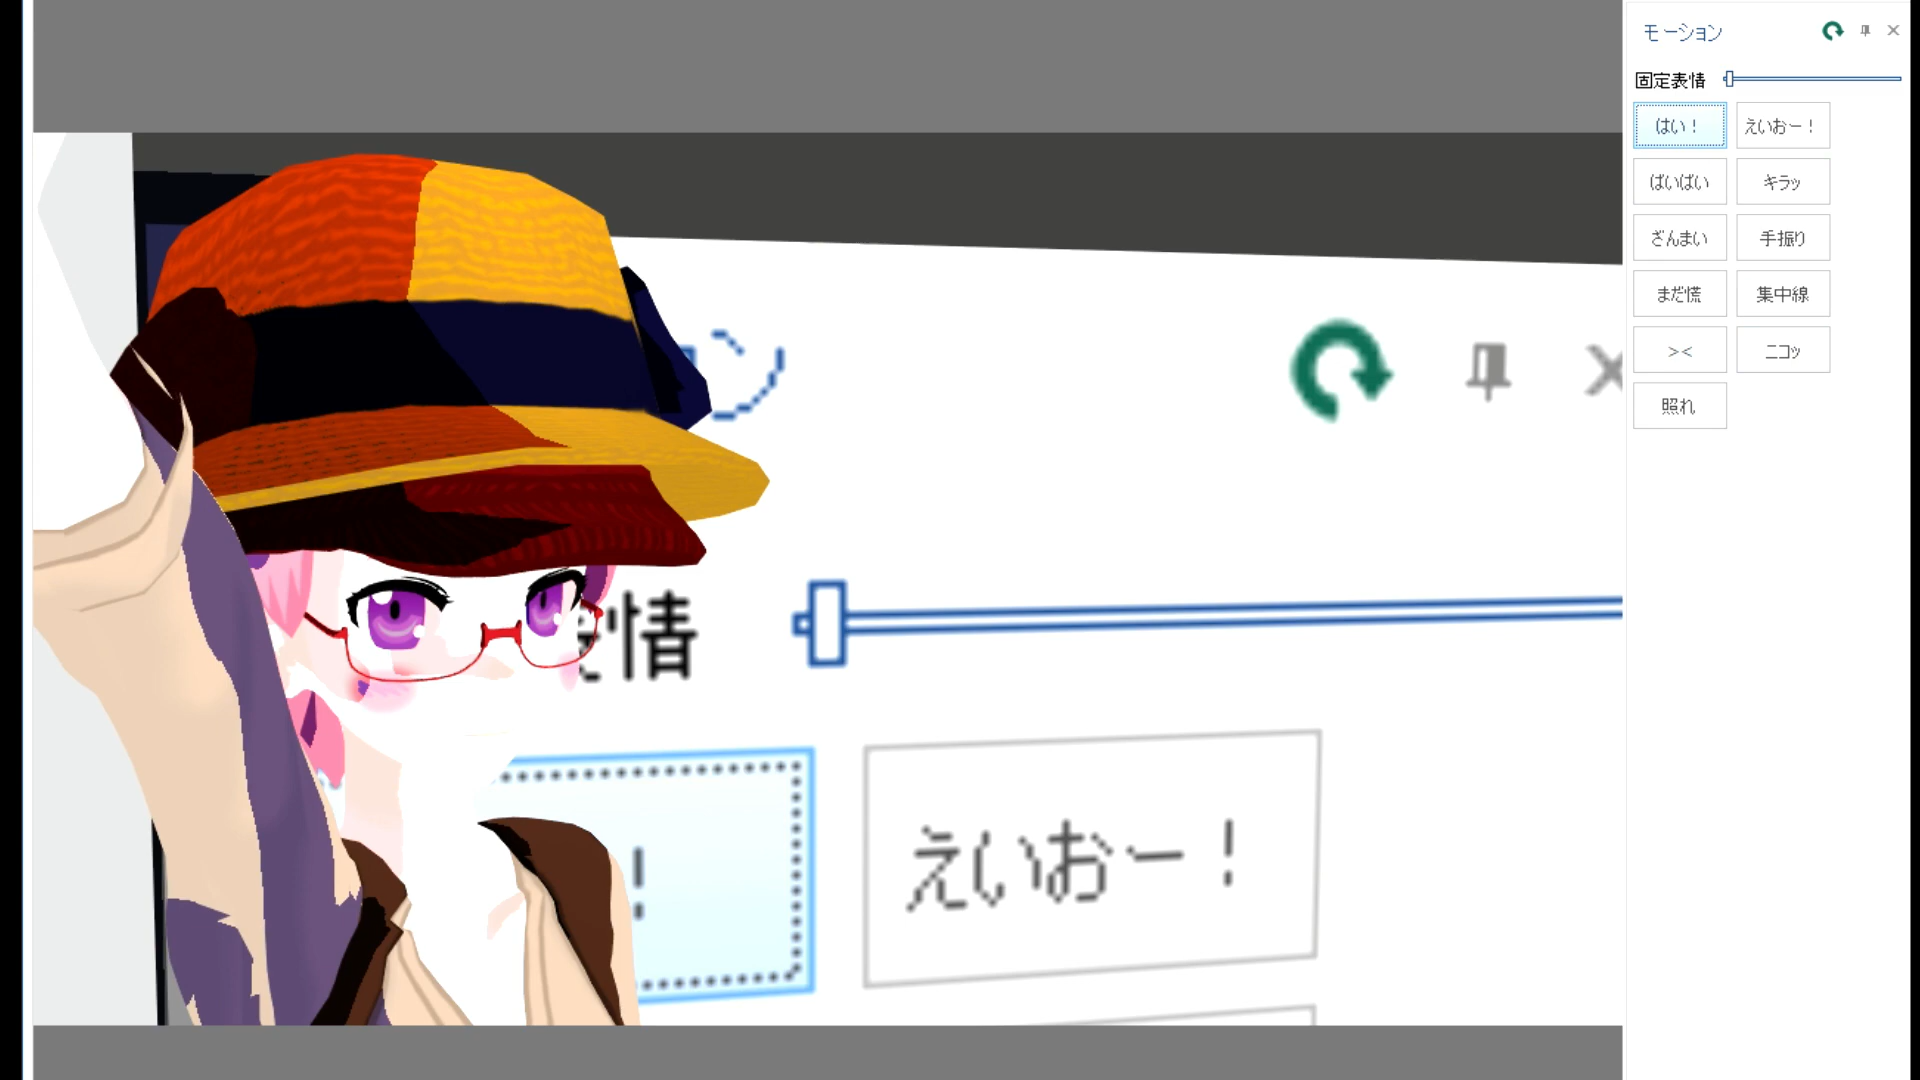 モーション
固定表情
はい！
えいおー！
ばいばい
キラッ
ざんまい
手振り
まだ慌
集中線
><
ニコッ
照れ
ン
情
！
えいおー！